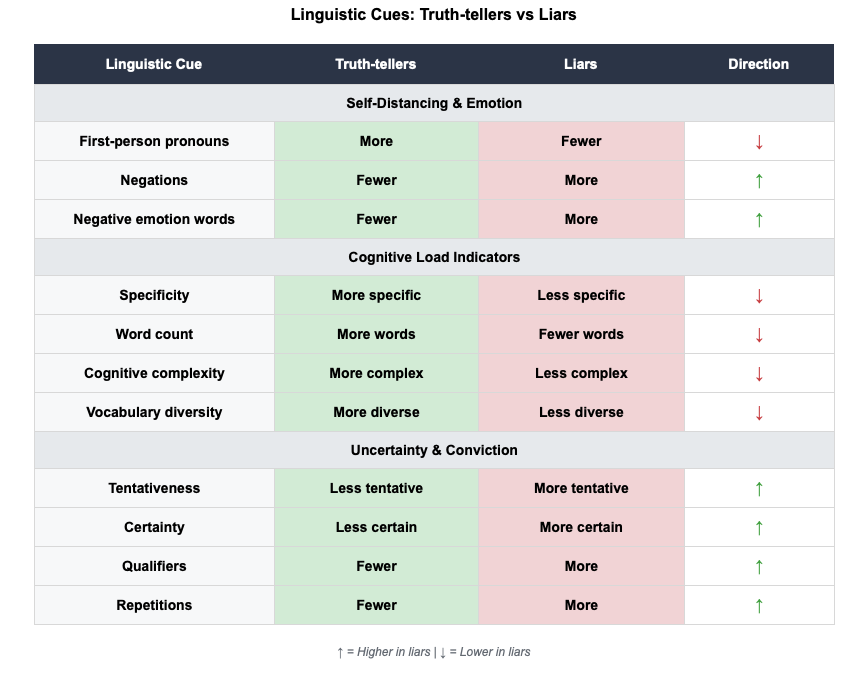 Linguistic Cues: Truth-tellers vs Liars
Linguistic Cue Truth-tellers Liars Direction
Self-Distancing & Emotion
First-person pronouns More Fewer ↓
Negations Fewer More ↑
Negative emotion words Fewer More ↑
Cognitive Load Indicators
Specificity More specific Less specific ↓
Word count More words Fewer words ↓
Cognitive complexity More complex Less complex ↓
Vocabulary diversity More diverse Less diverse ↓
Uncertainty & Conviction
Tentativeness Less tentative More tentative ↑
Certainty Less certain More certain ↑
Qualifiers Fewer More ↑
Repetitions Fewer More ↑
↑ = Higher in liars | ↓ = Lower in liars